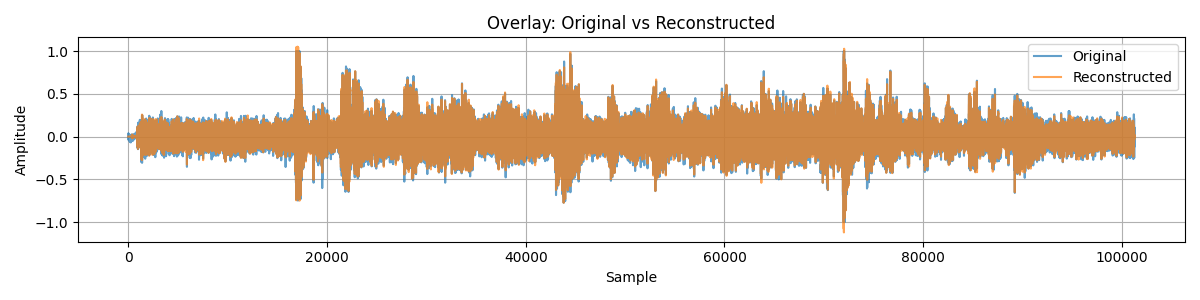 Overlay: Original vs Reconstructed
Original
Reconstructed
Amplitude
1.0
0.5
0.0
−0.5
−1.0
0 20000 40000 60000 80000 100000
Sample